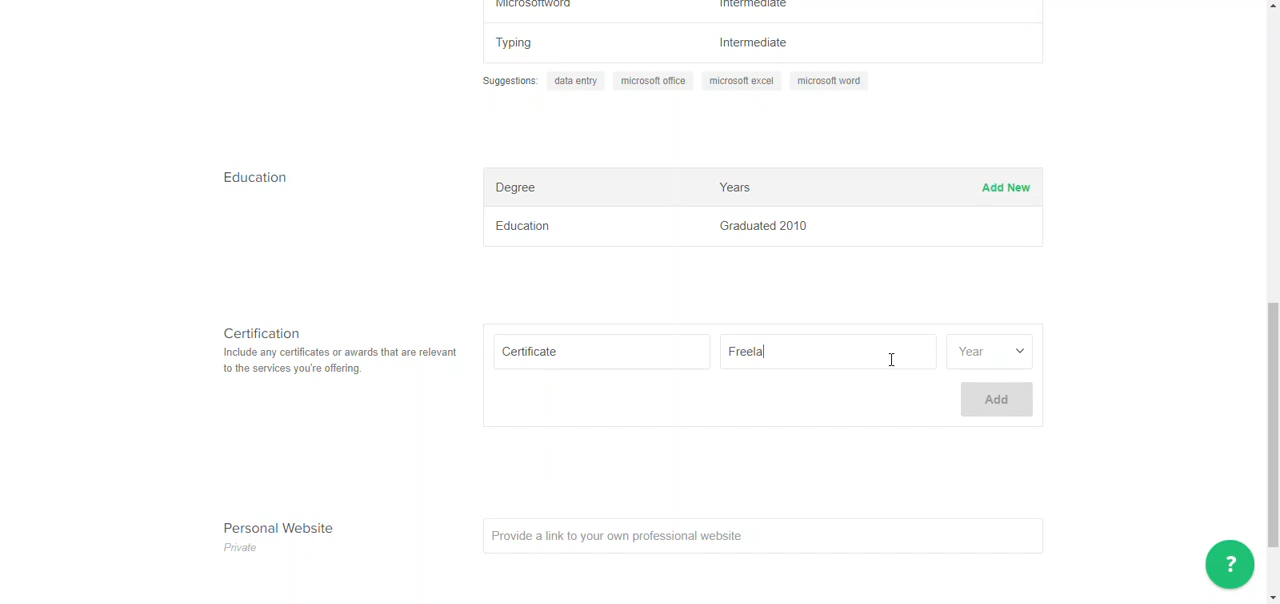 Microsoftword Intermediate
Typing Intermediate
Suggestions: data entry microsoft office microsoft excel microsoft word
Education
Degree Years Add New
Education Graduated 2010
Certification
Include any certificates or awards that are relevant
to the services you're offering.
Certificate Freela Year
Add
Personal Website
Private
Provide a link to your own professional website
?